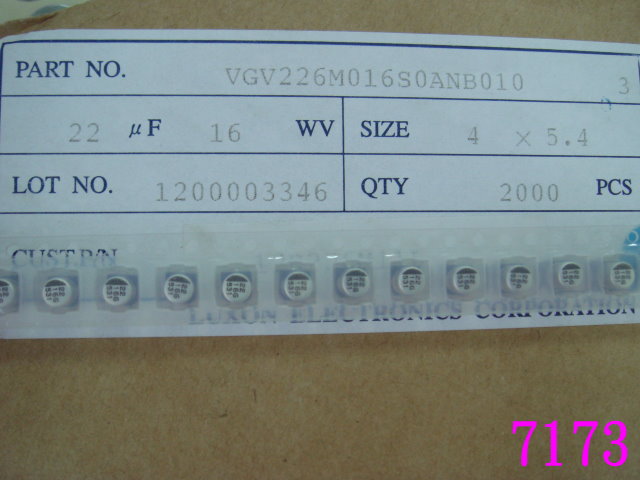 PART NO. VGV226M016S0ANB010 3
22 µF 16 WV SIZE 4 × 5.4
LOT NO. 1200003346 QTY 2000 PCS
CUST P/N
LUXON ELECTRONICS CORPORATION
7173